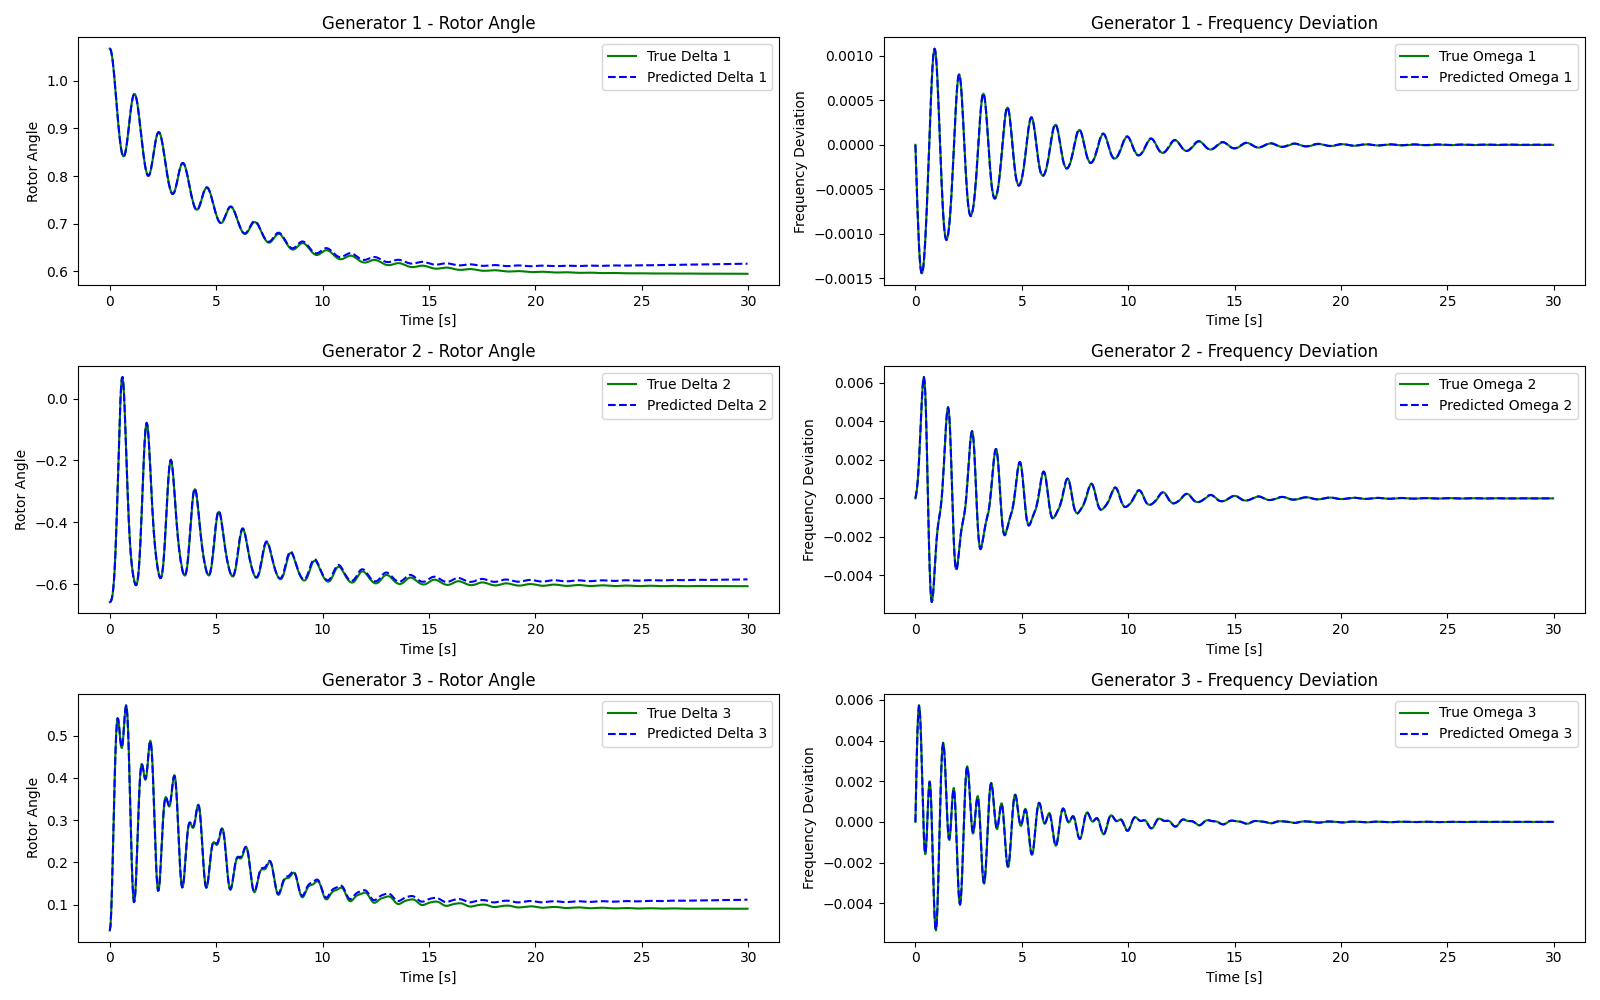 Generator 1 - Rotor Angle
True Delta 1
Predicted Delta 1
Rotor Angle
1.0
0.9
0.8
0.7
0.6
0 5 10 15 20 25 30
Time [s]
Generator 1 - Frequency Deviation
True Omega 1
Predicted Omega 1
Frequency Deviation
0.0010
0.0005
0.0000
−0.0005
−0.0010
−0.0015
0 5 10 15 20 25 30
Time [s]
Generator 2 - Rotor Angle
True Delta 2
Predicted Delta 2
Rotor Angle
0.0
−0.2
−0.4
−0.6
0 5 10 15 20 25 30
Time [s]
Generator 2 - Frequency Deviation
True Omega 2
Predicted Omega 2
Frequency Deviation
0.006
0.004
0.002
0.000
−0.002
−0.004
0 5 10 15 20 25 30
Time [s]
Generator 3 - Rotor Angle
True Delta 3
Predicted Delta 3
Rotor Angle
0.5
0.4
0.3
0.2
0.1
0 5 10 15 20 25 30
Time [s]
Generator 3 - Frequency Deviation
True Omega 3
Predicted Omega 3
Frequency Deviation
0.006
0.004
0.002
0.000
−0.002
−0.004
0 5 10 15 20 25 30
Time [s]